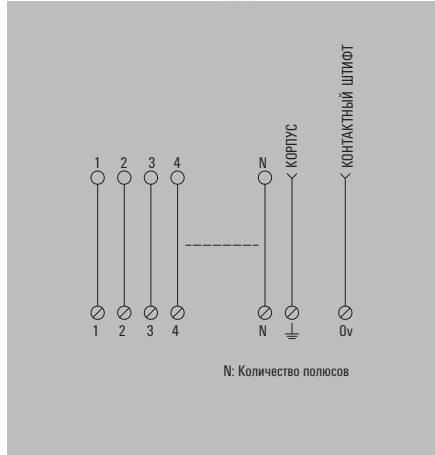 КОРПУС
КОНТАКТНЫЙ ШТИФТ
1 2 3 4 N
1 2 3 4 N 0v
N: Количество полюсов